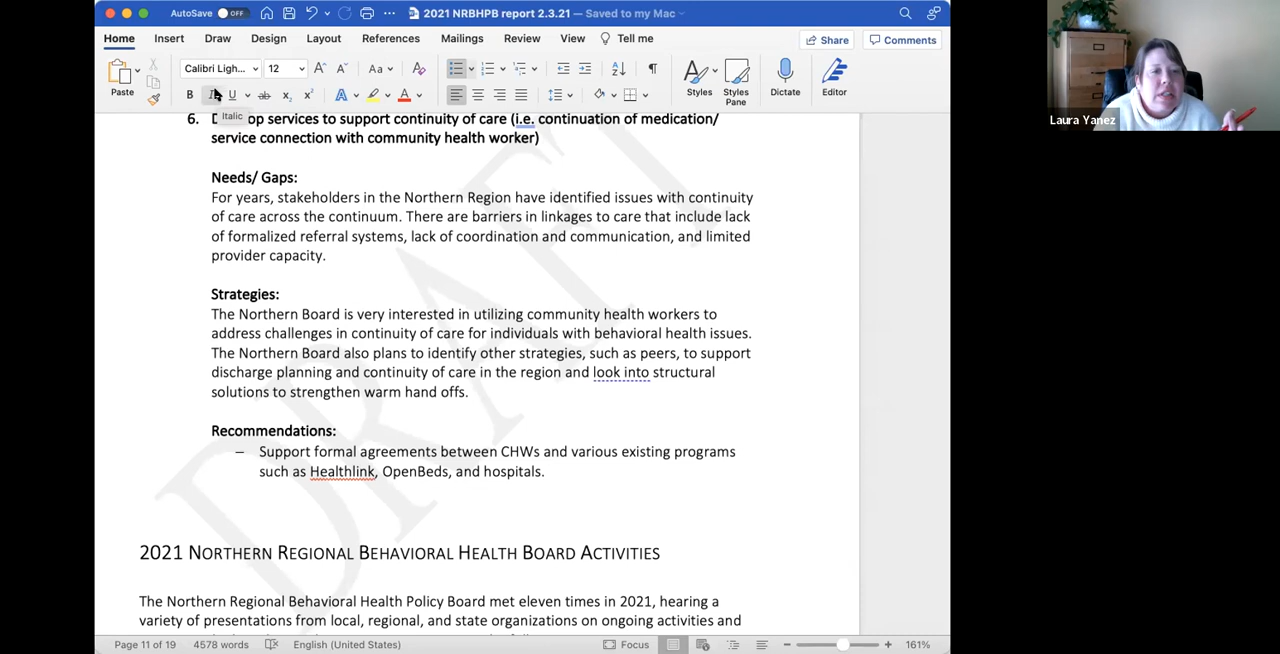 AutoSave OFF 2021 NRBHPB report 2.3.21 — Saved to my Mac
Home Insert Draw Design Layout References Mailings Review View Tell me Share Comments
Paste Calibri Ligh... 12 Aa Styles Styles Pane Dictate Editor
Italic
6. op services to support continuity of care (i.e. continuation of medication/
service connection with community health worker)
Needs/ Gaps:
For years, stakeholders in the Northern Region have identified issues with continuity
of care across the continuum. There are barriers in linkages to care that include lack
of formalized referral systems, lack of coordination and communication, and limited
provider capacity.
Strategies:
The Northern Board is very interested in utilizing community health workers to
address challenges in continuity of care for individuals with behavioral health issues.
The Northern Board also plans to identify other strategies, such as peers, to support
discharge planning and continuity of care in the region and look into structural
solutions to strengthen warm hand offs.
Recommendations:
– Support formal agreements between CHWs and various existing programs
such as Healthlink, OpenBeds, and hospitals.
2021 Northern Regional Behavioral Health Board Activities
The Northern Regional Behavioral Health Policy Board met eleven times in 2021, hearing a
variety of presentations from local, regional, and state organizations on ongoing activities and
DRAFT
Page 11 of 19 4578 words English (United States) Focus 161%
Laura Yanez